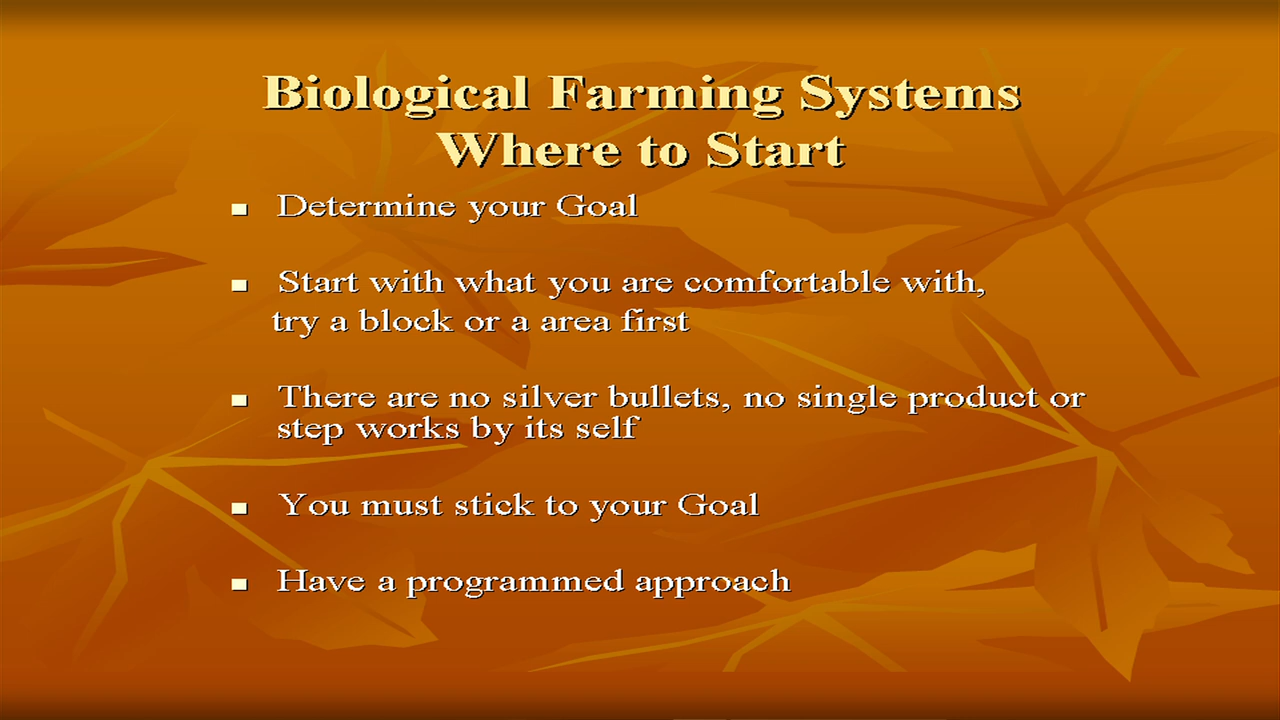 Biological Farming Systems
Where to Start
Determine your Goal
Start with what you are comfortable with,
try a block or a area first
There are no silver bullets, no single product or
step works by its self
You must stick to your Goal
Have a programmed approach